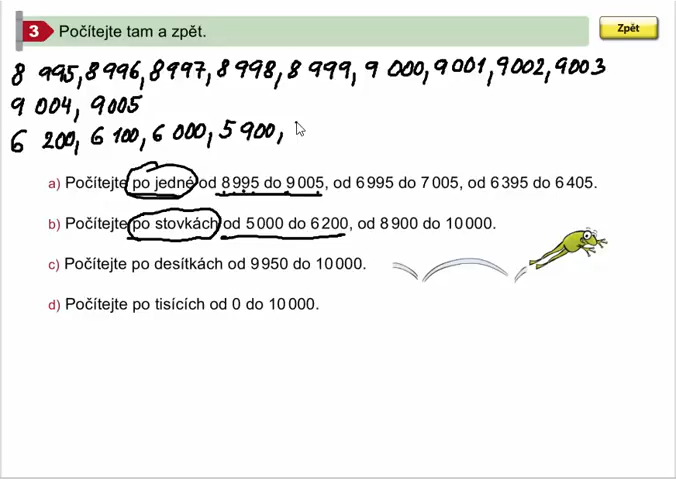 3 Počítejte tam a zpět. Zpět
8 995, 8 996, 8 997, 8 998, 8 999, 9 000, 9 001, 9 002, 9 003
9 004, 9 005
6 200, 6 100, 6 000, 5 900,
a) Počítejte po jedné od 8 995 do 9 005, od 6 995 do 7 005, od 6 395 do 6 405.
b) Počítejte po stovkách od 5 000 do 6 200, od 8 900 do 10 000.
c) Počítejte po desítkách od 9 950 do 10 000.
d) Počítejte po tisících od 0 do 10 000.